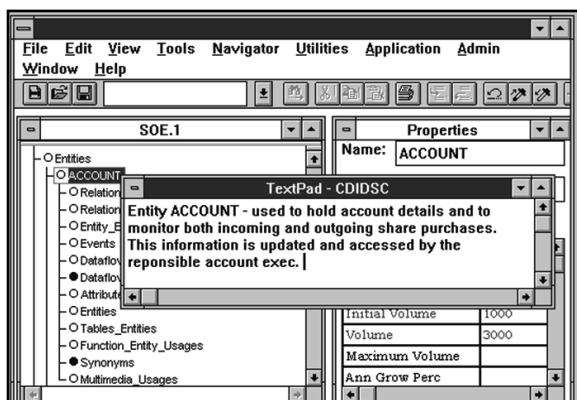 File Edit View Tools Navigator Utilities Application Admin
Window Help
SOE.1
Entities
ACCOUNT
Relation
Relation
Entity_E
Events
Dataflov
Dataflov
Attribute
Entities
Tables_Entities
Function_Entity_Usages
Synonyms
Multimedia_Usages
Properties
Name: ACCOUNT
TextPad - CDIDSC
Entity ACCOUNT - used to hold account details and to
monitor both incoming and outgoing share purchases.
This information is updated and accessed by the
reponsible account exec.
Initial Volume 1000
Volume 3000
Maximum Volume
Ann Grow Perc